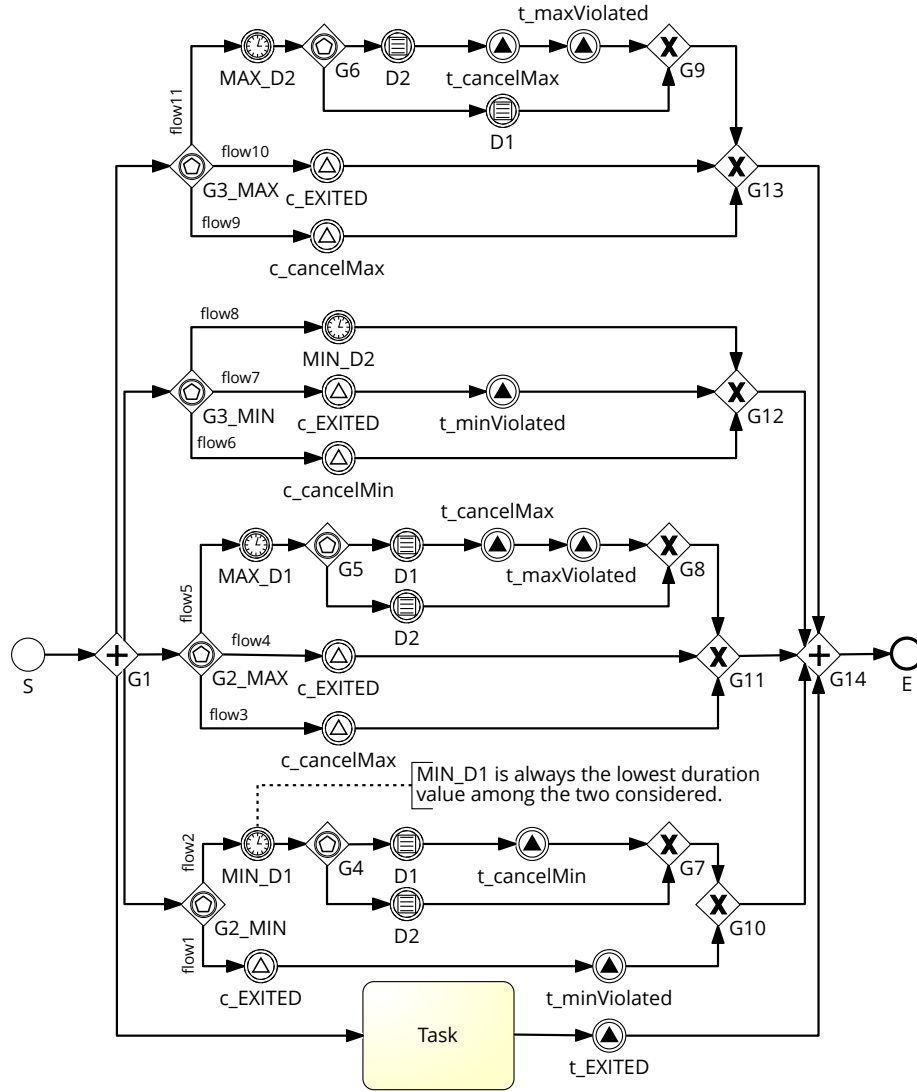 t_maxViolated
MAX_D2
G6
D2
t_cancelMax
G9
D1
flow11
flow10
G3_MAX
c_EXITED
G13
flow9
c_cancelMax
flow8
MIN_D2
flow7
G3_MIN
c_EXITED
t_minViolated
G12
flow6
c_cancelMin
t_cancelMax
MAX_D1
G5
D1
t_maxViolated
G8
D2
flow5
flow4
S
G1
G2_MAX
c_EXITED
G11
G14
E
flow3
c_cancelMax
MIN_D1 is always the lowest duration
value among the two considered.
flow2
MIN_D1
G4
D1
t_cancelMin
G7
D2
G2_MIN
G10
flow1
c_EXITED
t_minViolated
Task
t_EXITED